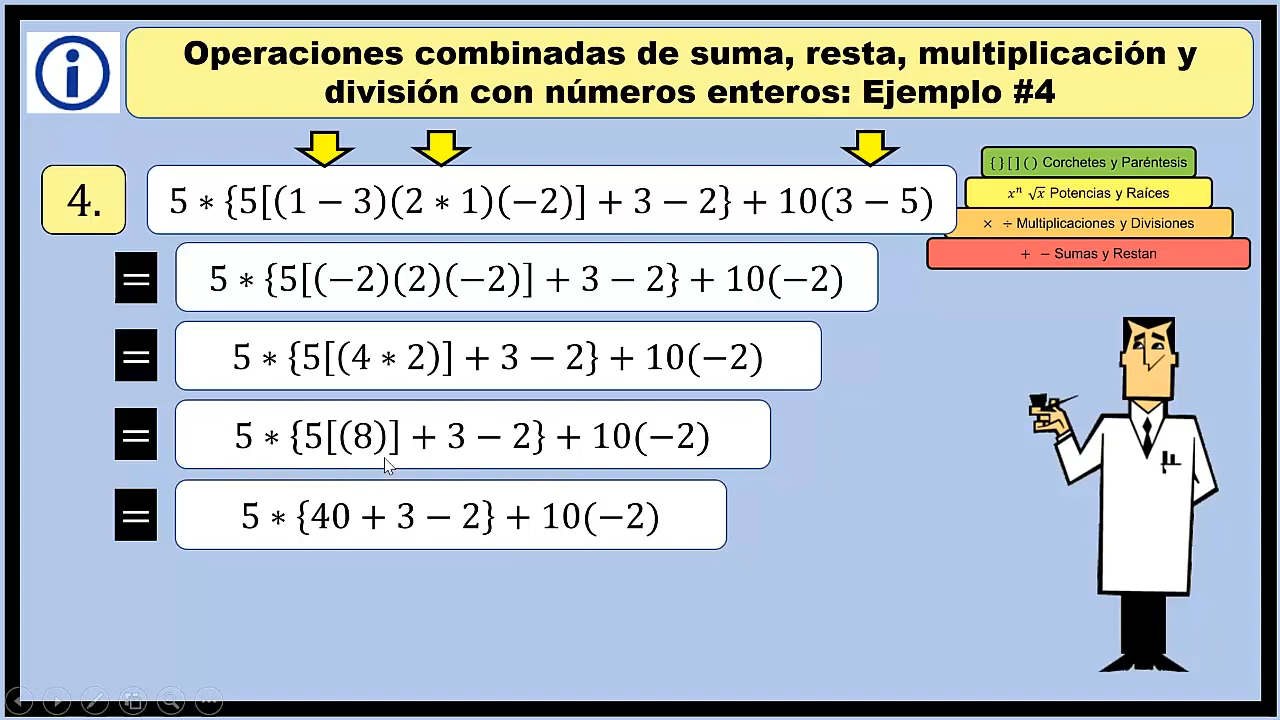 Operaciones combinadas de suma, resta, multiplicación y
división con números enteros: Ejemplo #4
4.
5 ∗ {5[(1 − 3)(2 ∗ 1)(−2)] + 3 − 2} + 10(3 − 5)
{ } [ ] ( ) Corchetes y Paréntesis
xⁿ √x Potencias y Raíces
× ÷ Multiplicaciones y Divisiones
+ − Sumas y Restan
= 5 ∗ {5[(−2)(2)(−2)] + 3 − 2} + 10(−2)
= 5 ∗ {5[(4 ∗ 2)] + 3 − 2} + 10(−2)
= 5 ∗ {5[(8)] + 3 − 2} + 10(−2)
= 5 ∗ {40 + 3 − 2} + 10(−2)